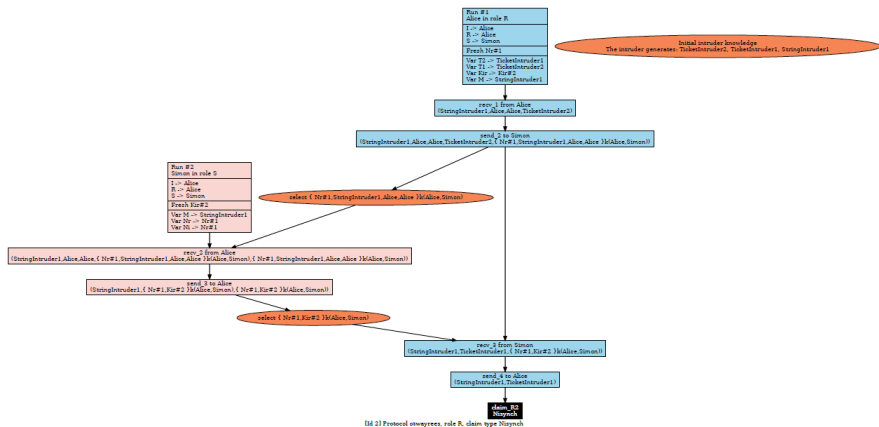 Run #1
Alice in role R
I -> Alice
R -> Alice
S -> Simon
Fresh Nr#1
Var T2 -> TicketIntruder1
Var T1 -> TicketIntruder2
Var Kir -> Kir#2
Var M -> StringIntruder1
Initial intruder knowledge
The intruder generates: TicketIntruder2, TicketIntruder1, StringIntruder1
recv_1 from Alice
(StringIntruder1,Alice,Alice,TicketIntruder2)
send_2 to Simon
(StringIntruder1,Alice,Alice,TicketIntruder2,{ Nr#1,StringIntruder1,Alice,Alice }k(Alice,Simon))
Run #2
Simon in role S
I -> Alice
R -> Alice
S -> Simon
Fresh Kir#2
Var M -> StringIntruder1
Var Nr -> Nr#1
Var Ni -> Nr#1
select { Nr#1,StringIntruder1,Alice,Alice }k(Alice,Simon)
recv_2 from Alice
(StringIntruder1,Alice,Alice,{ Nr#1,StringIntruder1,Alice,Alice }k(Alice,Simon),{ Nr#1,StringIntruder1,Alice,Alice }k(Alice,Simon))
send_3 to Alice
(StringIntruder1,{ Nr#1,Kir#2 }k(Alice,Simon),{ Nr#1,Kir#2 }k(Alice,Simon))
select { Nr#1,Kir#2 }k(Alice,Simon)
recv_3 from Simon
(StringIntruder1,TicketIntruder1,{ Nr#1,Kir#2 }k(Alice,Simon))
send_4 to Alice
(StringIntruder1,TicketIntruder1)
claim_R2
Nisynch
[Id 2] Protocol otwayrees, role R, claim type Nisynch